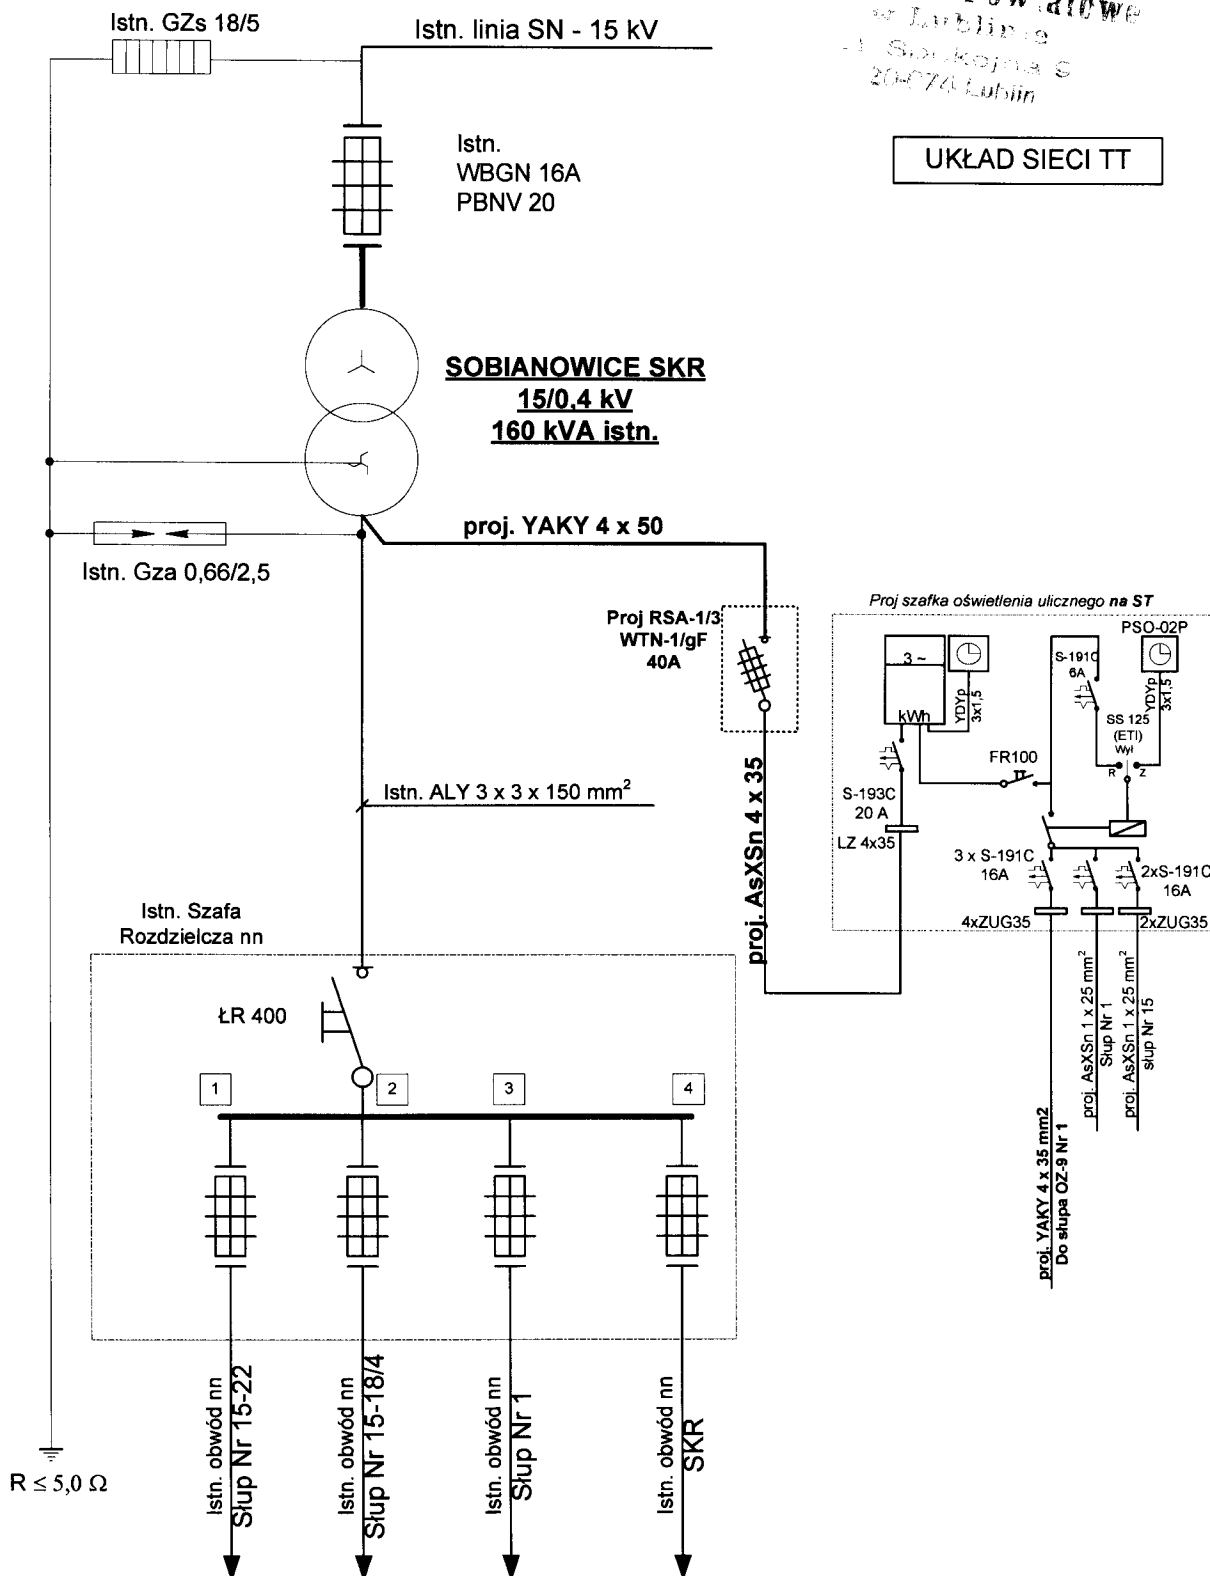 Istn. GZs 18/5
Istn. linia SN - 15 kV
w Lublinie
20-074 Lublin
UKŁAD SIECI TT
Istn.
WBGN 16A
PBNV 20
SOBIANOWICE SKR
15/0,4 kV
160 kVA istn.
proj. YAKY 4 x 50
Istn. Gza 0,66/2,5
Proj RSA-1/3
WTN-1/gF
40A
proj. AsXSn 4 x 35
Proj szafka oświetlenia ulicznego na ST
3 ~
kWh
YDYp
3x1,5
S-191C
6A
PSO-02P
YDYp
3x1,5
SS 125
(ETI)
Wył
R
Z
FR100
S-193C
20 A
LZ 4x35
3 x S-191C
16A
2xS-191C
16A
4xZUG35
2xZUG35
proj. AsXSn 1 x 25 mm²
Słup Nr 1
proj. AsXSn 1 x 25 mm²
słup Nr 15
proj. YAKY 4 x 35 mm2
Do słupa OZ-9 Nr 1
Istn. ALY 3 x 3 x 150 mm²
Istn. Szafa
Rozdzielcza nn
ŁR 400
1
2
3
4
Istn. obwód nn
Słup Nr 15-22
Istn. obwód nn
Słup Nr 15-18/4
Istn. obwód nn
Słup Nr 1
Istn. obwód nn
SKR
R ≤ 5,0 Ω